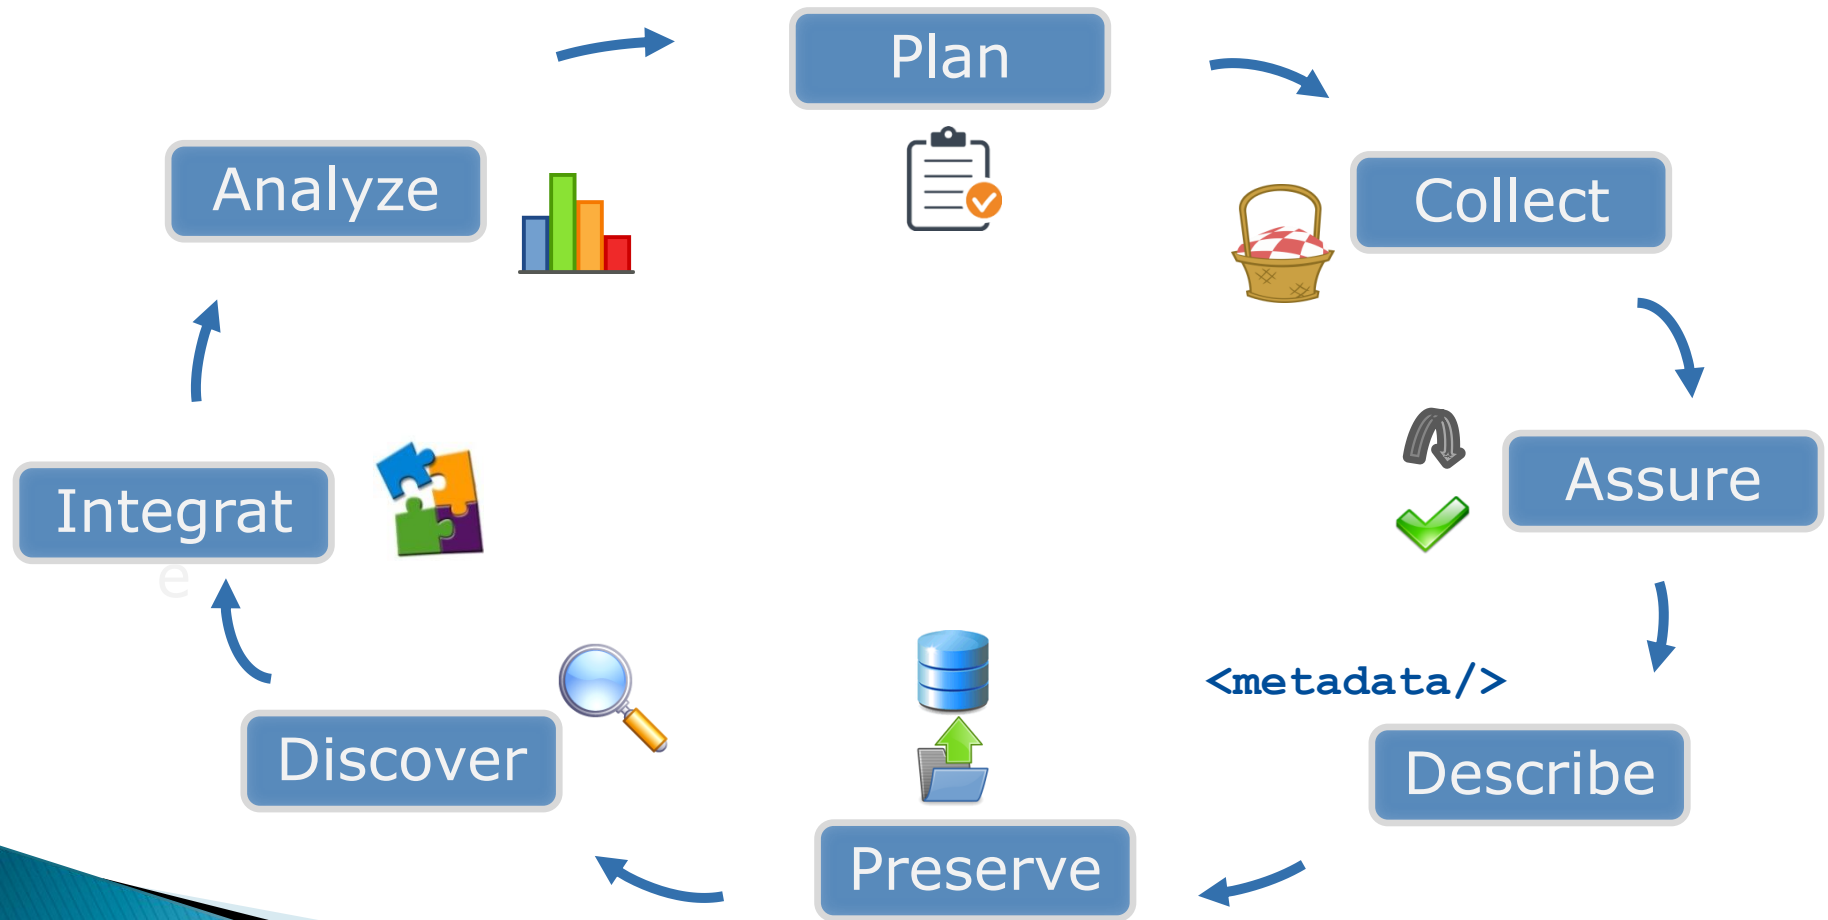 Plan
Analyze
Collect
Assure
Integrat
e
<metadata/>
Discover
Describe
Preserve